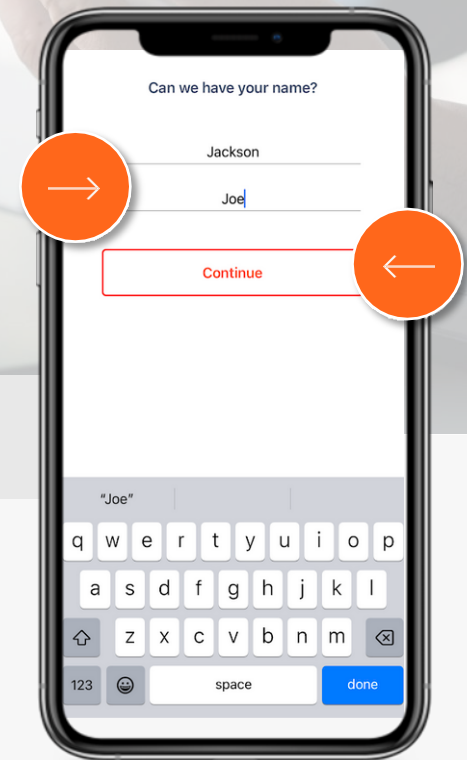 Can we have your name?
Jackson
Joe
Continue
“Joe”
q w e r t y u i o p
a s d f g h j k l
z x c v b n m
123 space done